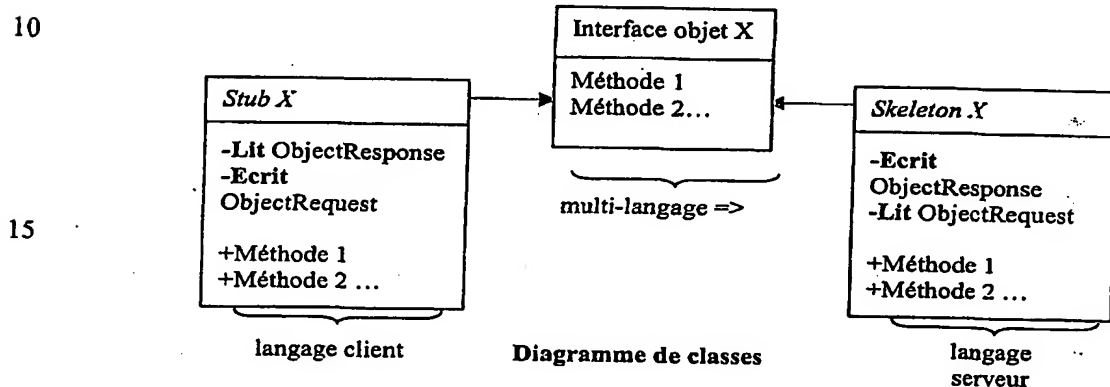 10
Interface objet X
Méthode 1
Méthode 2...
Stub X
-Lit ObjectResponse
-Ecrit
ObjectRequest
+Méthode 1
+Méthode 2 ...
Skeleton X
-Ecrit
ObjectResponse
-Lit ObjectRequest
+Méthode 1
+Méthode 2 ...
multi-langage =>
15
langage client
Diagramme de classes
langage
serveur